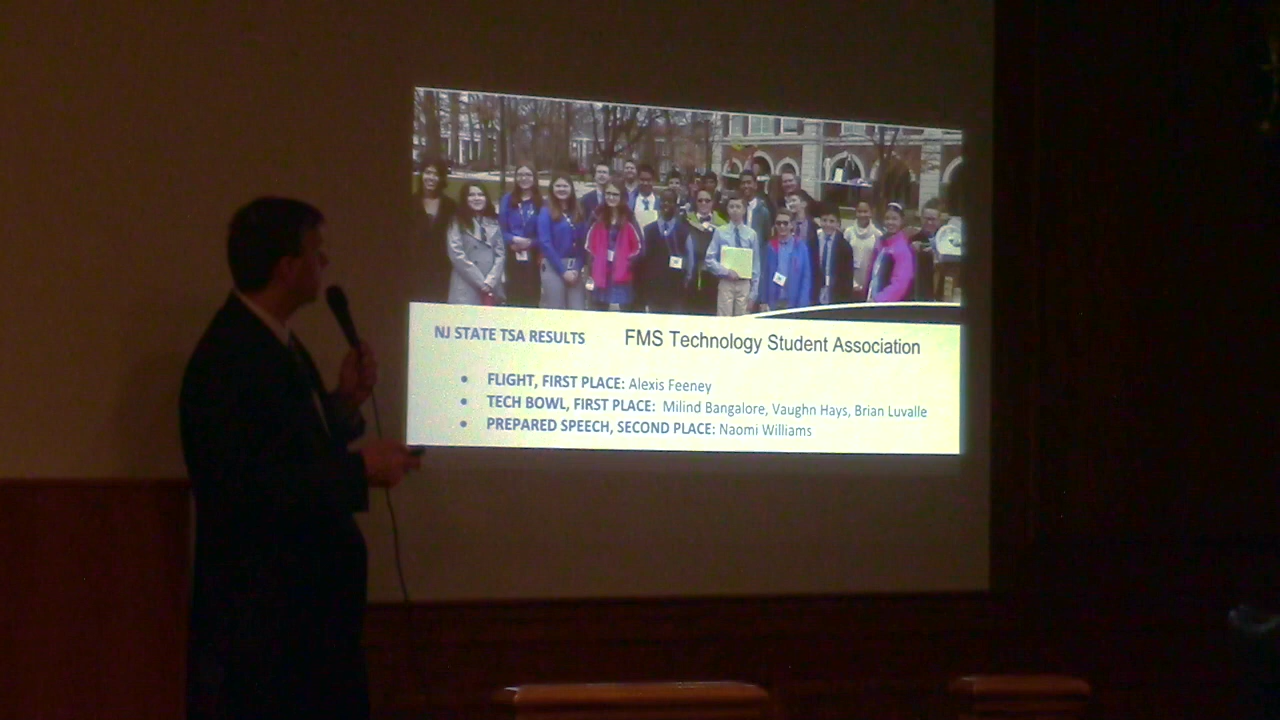 NJ STATE TSA RESULTS FMS Technology Student Association
• FLIGHT, FIRST PLACE: Alexis Feeney
• TECH BOWL, FIRST PLACE: Milind Bangalore, Vaughn Hays, Brian Luvalle
• PREPARED SPEECH, SECOND PLACE: Naomi Williams